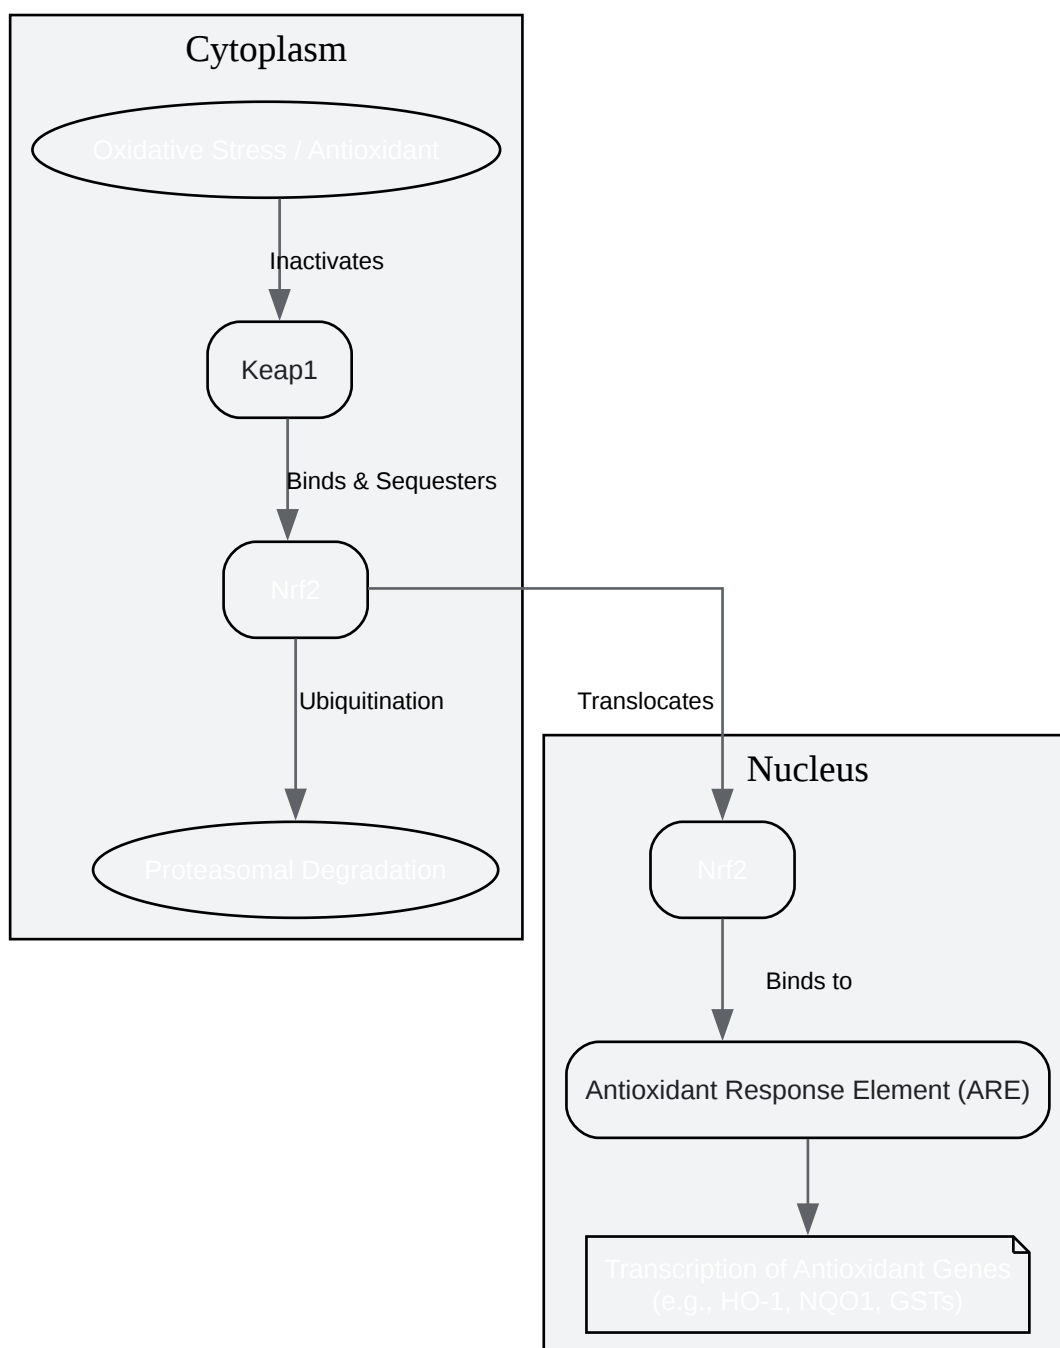 Cytoplasm
Oxidative Stress / Antioxidant
Inactivates
Keap1
Binds & Sequesters
Nrf2
Ubiquitination
Translocates
Proteasomal Degradation
Nucleus
Nrf2
Binds to
Antioxidant Response Element (ARE)
Transcription of Antioxidant Genes
(e.g., HO-1, NQO1, GSTs)